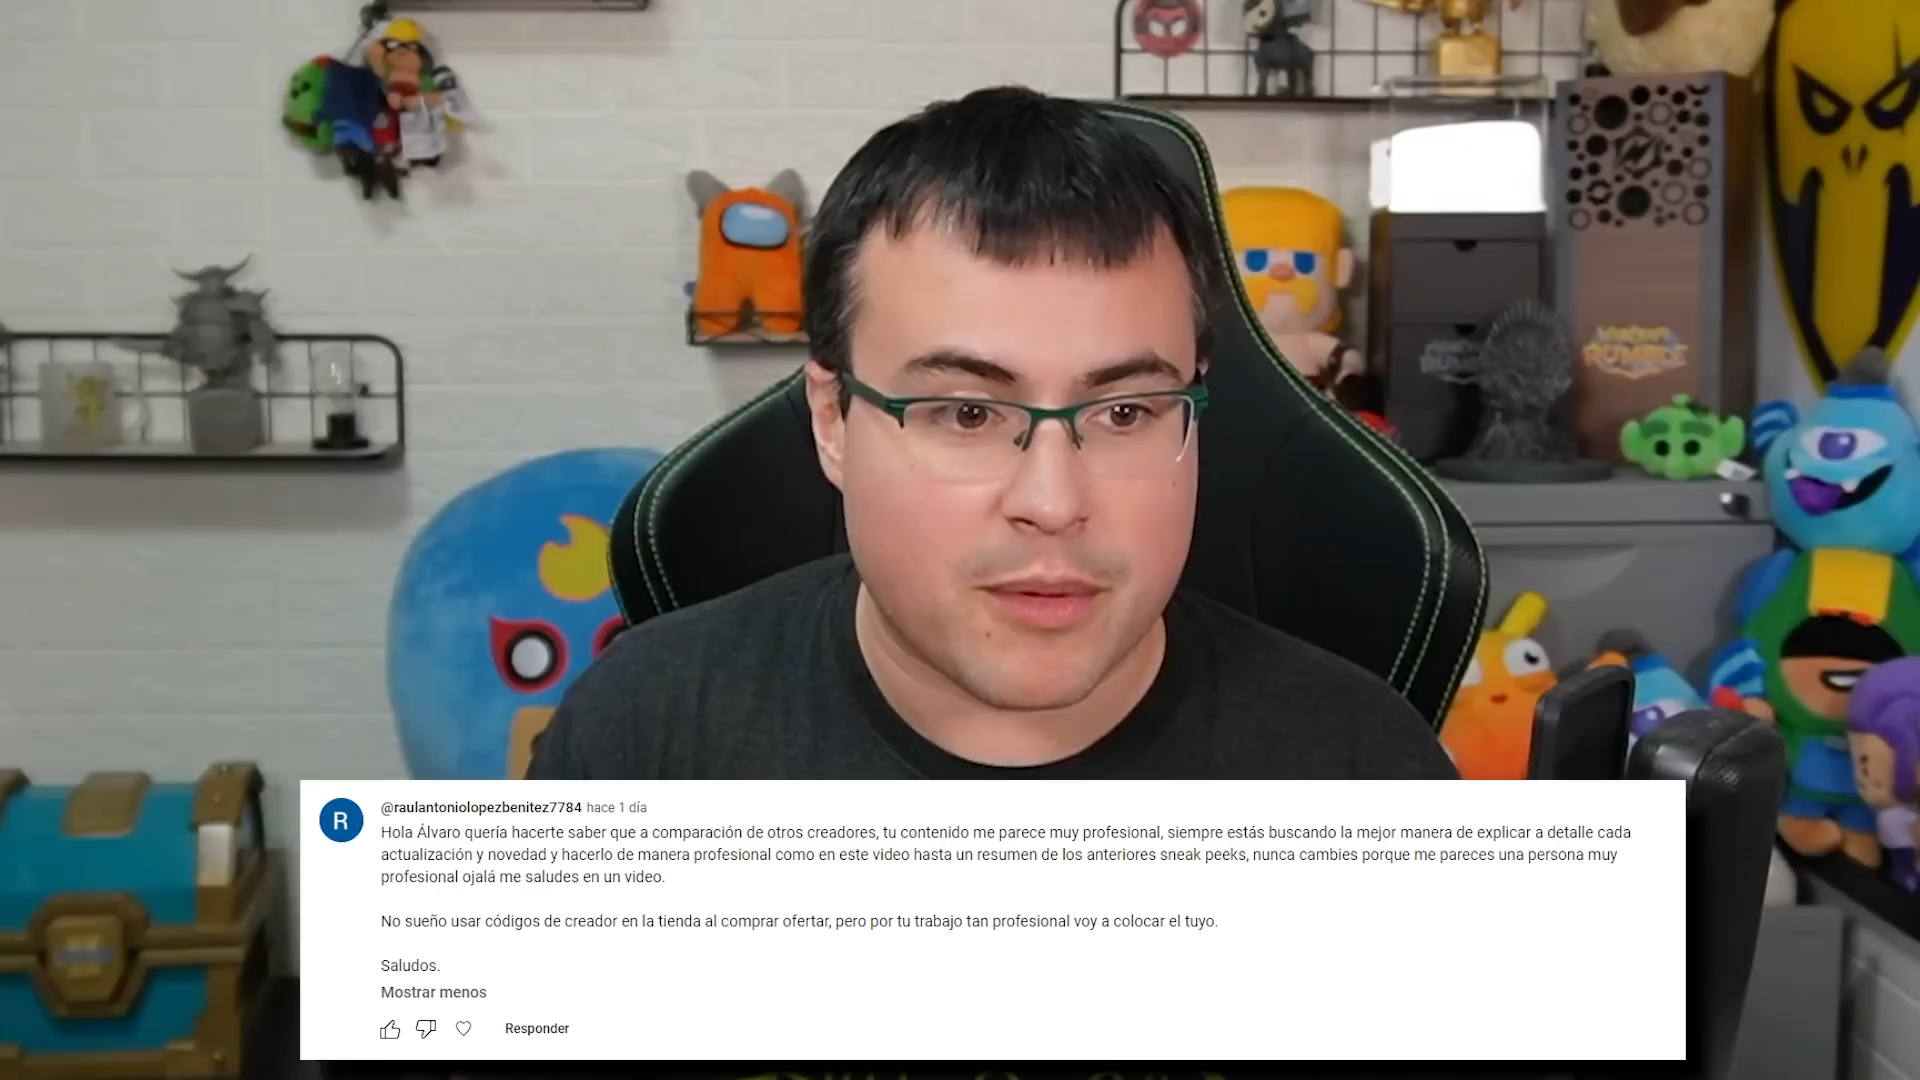 RUMBLE
R
@raulantoniolopezbenitez7784 hace 1 día
Hola Álvaro quería hacerte saber que a comparación de otros creadores, tu contenido me parece muy profesional, siempre estás buscando la mejor manera de explicar a detalle cada
actualización y novedad y hacerlo de manera profesional como en este video hasta un resumen de los anteriores sneak peeks, nunca cambies porque me pareces una persona muy
profesional ojalá me saludes en un video.
No sueño usar códigos de creador en la tienda al comprar ofertar, pero por tu trabajo tan profesional voy a colocar el tuyo.
Saludos.
Mostrar menos
Responder